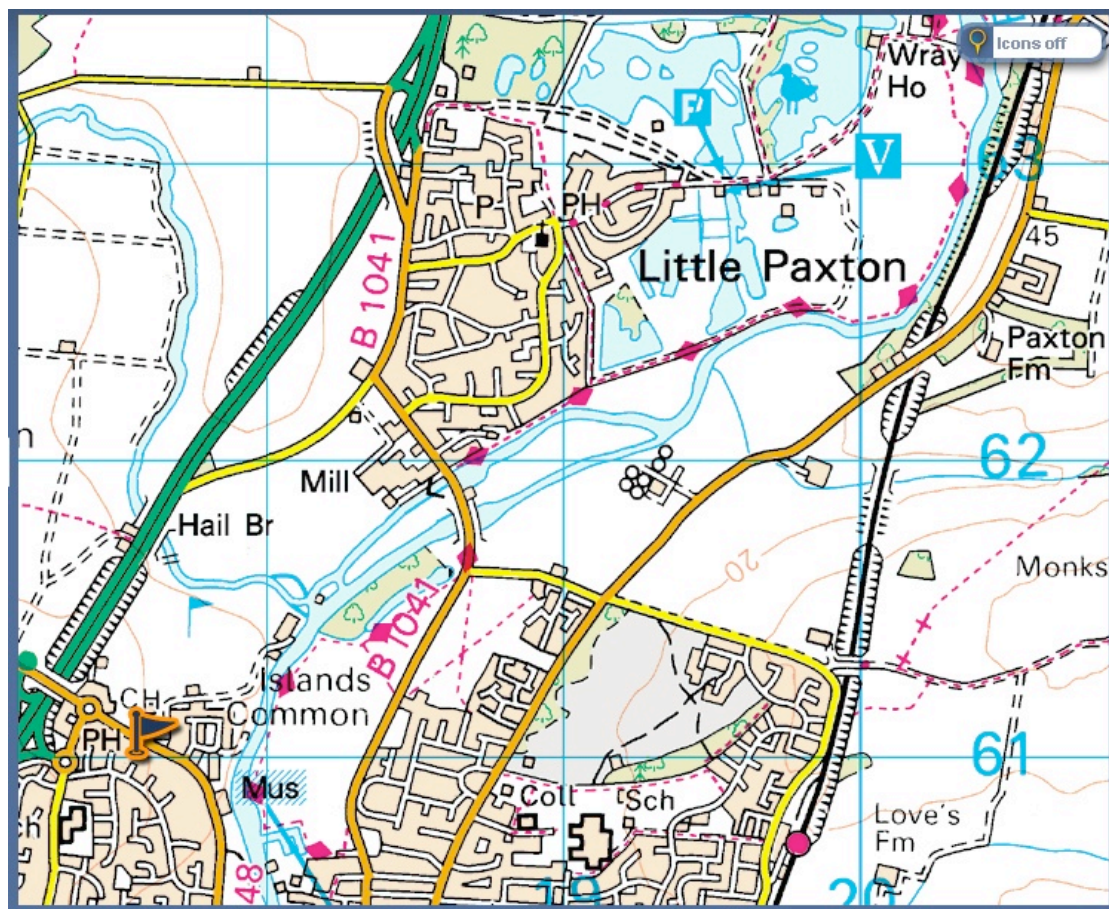 Icons off
Wray
Ho
P
V
63
P
PH
45
Little Paxton
B 1041
Paxton
Fm
62
Mill
Hail Br
20
Monks
B 1041
Islands
Common
CH
PH
61
Mus
Coll
Sch
Love's
Fm
48
19
20